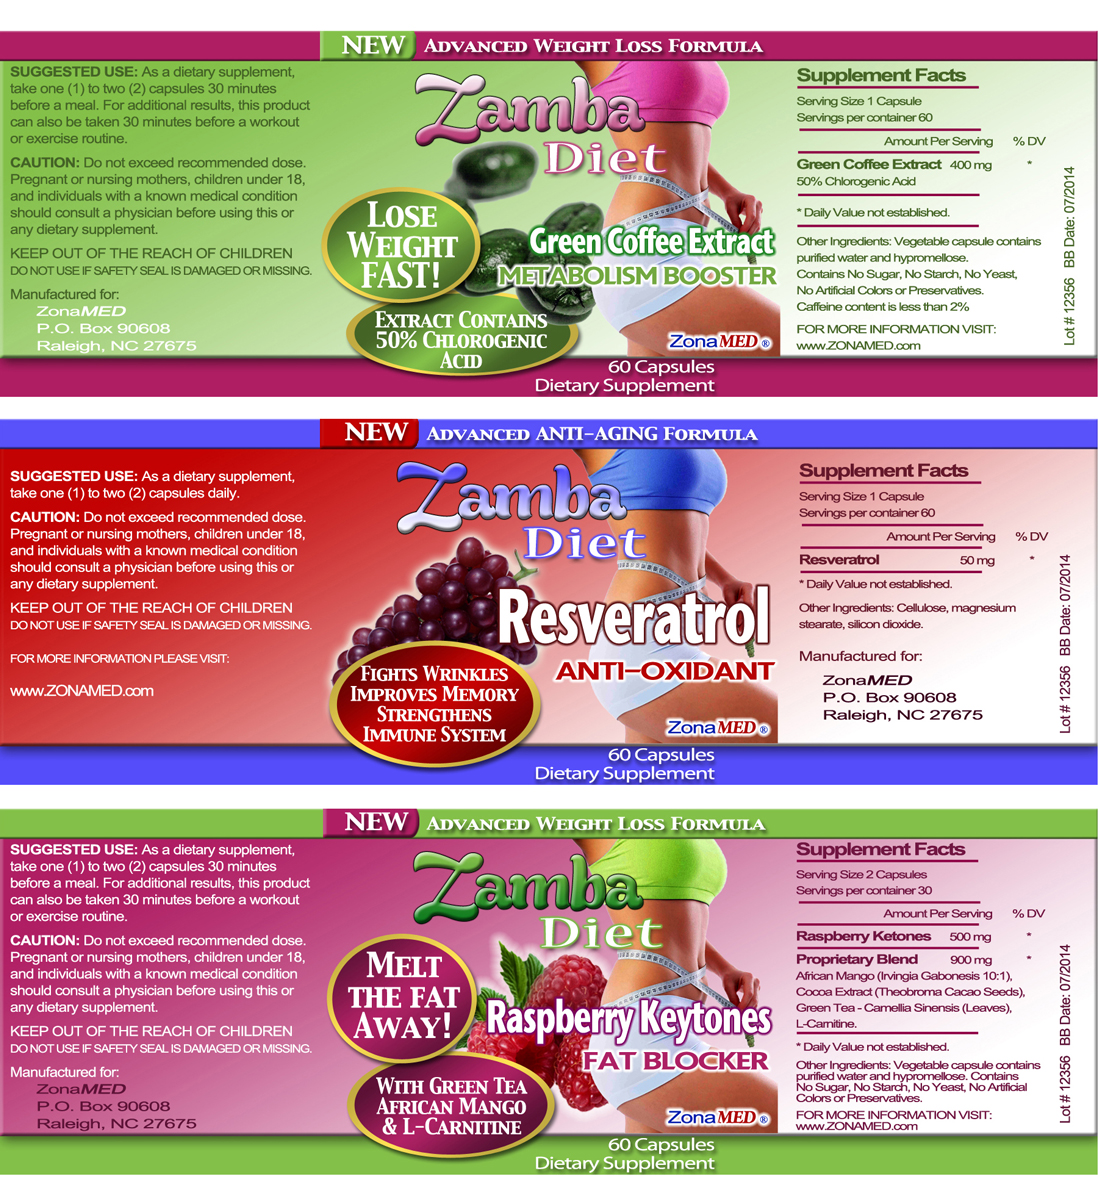 NEW ADVANCED WEIGHT LOSS FORMULA
SUGGESTED USE: As a dietary supplement,
take one (1) to two (2) capsules 30 minutes
before a meal. For additional results, this product
can also be taken 30 minutes before a workout
or exercise routine.
CAUTION: Do not exceed recommended dose.
Pregnant or nursing mothers, children under 18,
and individuals with a known medical condition
should consult a physician before using this or
any dietary supplement.
KEEP OUT OF THE REACH OF CHILDREN
DO NOT USE IF SAFETY SEAL IS DAMAGED OR MISSING.
Manufactured for:
ZonaMED
P.O. Box 90608
Raleigh, NC 27675
Zamba
Diet
LOSE
WEIGHT
FAST!
Green Coffee Extract
METABOLISM BOOSTER
EXTRACT CONTAINS
50% CHLOROGENIC
ACID
ZonaMED ®
60 Capsules
Dietary Supplement
Supplement Facts
Serving Size 1 Capsule
Servings per container 60
Amount Per Serving % DV
Green Coffee Extract 400 mg *
50% Chlorogenic Acid
* Daily Value not established.
Other Ingredients: Vegetable capsule contains
purified water and hypromellose.
Contains No Sugar, No Starch, No Yeast,
No Artificial Colors or Preservatives.
Caffeine content is less than 2%
FOR MORE INFORMATION VISIT:
www.ZONAMED.com
Lot # 12356 BB Date: 07/2014
NEW ADVANCED ANTI-AGING FORMULA
SUGGESTED USE: As a dietary supplement,
take one (1) to two (2) capsules daily.
CAUTION: Do not exceed recommended dose.
Pregnant or nursing mothers, children under 18,
and individuals with a known medical condition
should consult a physician before using this or
any dietary supplement.
KEEP OUT OF THE REACH OF CHILDREN
DO NOT USE IF SAFETY SEAL IS DAMAGED OR MISSING.
FOR MORE INFORMATION PLEASE VISIT:
www.ZONAMED.com
Zamba
Diet
Resveratrol
ANTI-OXIDANT
FIGHTS WRINKLES
IMPROVES MEMORY
STRENGTHENS
IMMUNE SYSTEM
ZonaMED ®
60 Capsules
Dietary Supplement
Supplement Facts
Serving Size 1 Capsule
Servings per container 60
Amount Per Serving % DV
Resveratrol 50 mg *
* Daily Value not established.
Other Ingredients: Cellulose, magnesium
stearate, silicon dioxide.
Manufactured for:
ZonaMED
P.O. Box 90608
Raleigh, NC 27675
Lot # 12356 BB Date: 07/2014
NEW ADVANCED WEIGHT LOSS FORMULA
SUGGESTED USE: As a dietary supplement,
take one (1) to two (2) capsules 30 minutes
before a meal. For additional results, this product
can also be taken 30 minutes before a workout
or exercise routine.
CAUTION: Do not exceed recommended dose.
Pregnant or nursing mothers, children under 18,
and individuals with a known medical condition
should consult a physician before using this or
any dietary supplement.
KEEP OUT OF THE REACH OF CHILDREN
DO NOT USE IF SAFETY SEAL IS DAMAGED OR MISSING.
Manufactured for:
ZonaMED
P.O. Box 90608
Raleigh, NC 27675
Zamba
Diet
MELT
THE FAT
AWAY!
Raspberry Keytones
FAT BLOCKER
WITH GREEN TEA
AFRICAN MANGO
& L-CARNITINE
ZonaMED ®
60 Capsules
Dietary Supplement
Supplement Facts
Serving Size 2 Capsules
Servings per container 30
Amount Per Serving % DV
Raspberry Ketones 500 mg *
Proprietary Blend 900 mg *
African Mango (Irvingia Gabonesis 10:1),
Cocoa Extract (Theobroma Cacao Seeds),
Green Tea - Camellia Sinensis (Leaves),
L-Carnitine.
* Daily Value not established.
Other Ingredients: Vegetable capsule contains
purified water and hypromellose. Contains
No Sugar, No Starch, No Yeast, No Artificial
Colors or Preservatives.
FOR MORE INFORMATION VISIT:
www.ZONAMED.com
Lot # 12356 BB Date: 07/2014